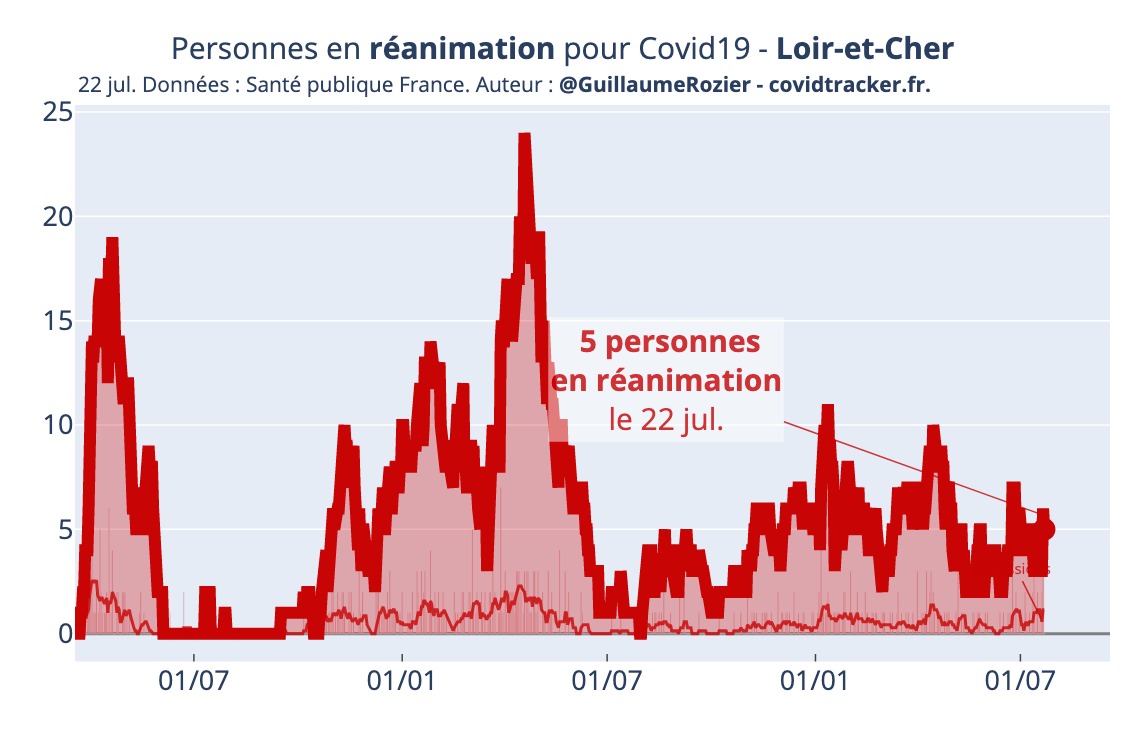 Personnes en réanimation pour Covid19 - Loir-et-Cher
22 jul. Données : Santé publique France. Auteur : @GuillaumeRozier - covidtracker.fr.
25
20
15
10
5
0
5 personnes
en réanimation
le 22 jul.
01/07
01/01
01/07
01/01
01/07